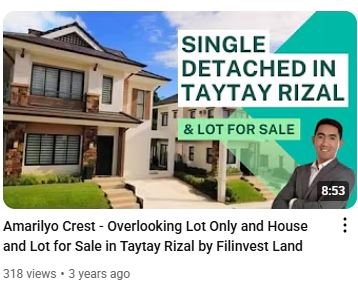 SINGLE
DETACHED IN
TAYTAY RIZAL
& LOT FOR SALE
8:53
Amarilyo Crest - Overlooking Lot Only and House
and Lot for Sale in Taytay Rizal by Filinvest Land
318 views • 3 years ago